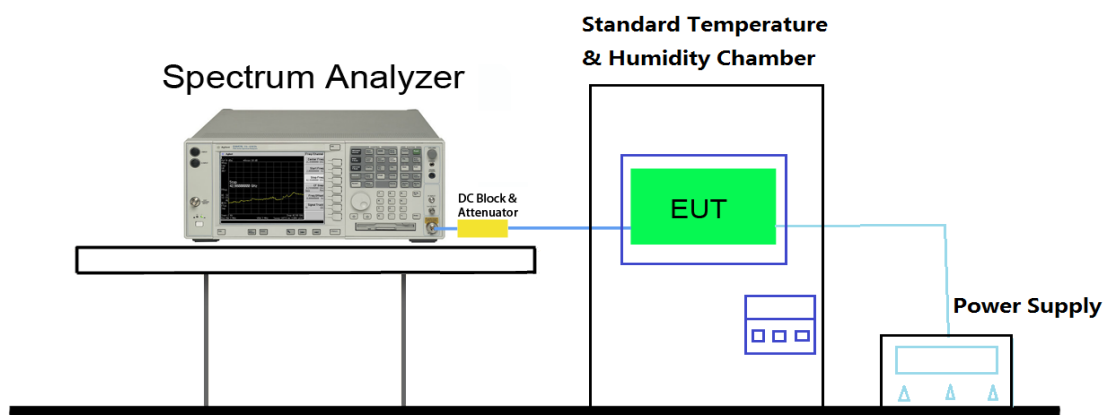 Standard Temperature
& Humidity Chamber
Spectrum Analyzer
DC Block &
Attenuator
EUT
Power Supply